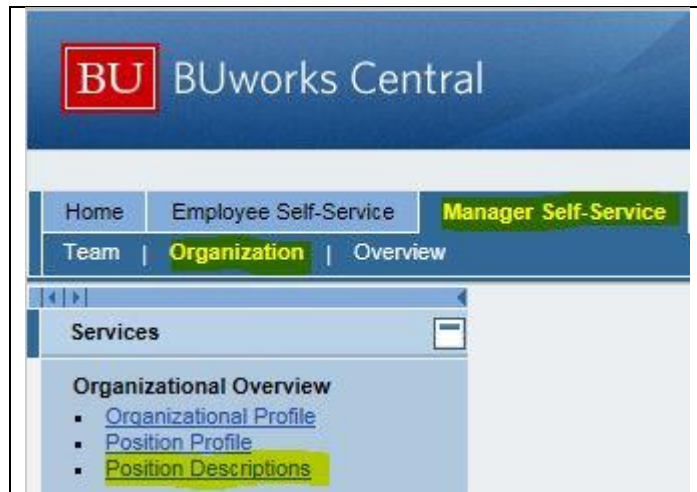 BU BUworks Central
Home Employee Self-Service Manager Self-Service
Team | Organization | Overview
Services
Organizational Overview
Organizational Profile
Position Profile
Position Descriptions